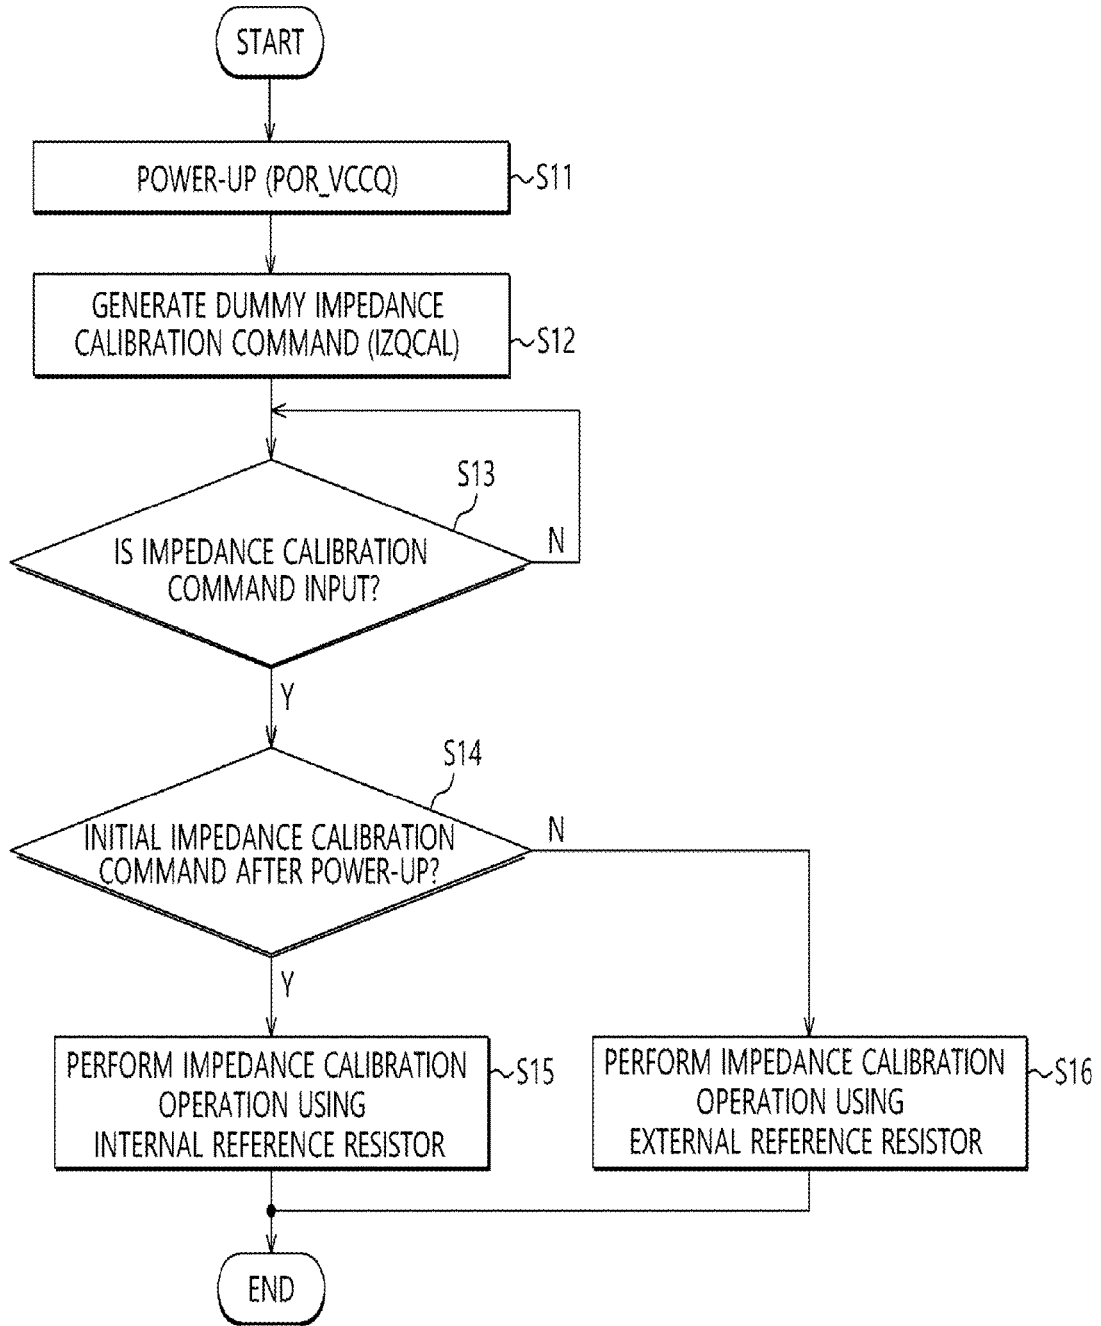 START
POWER-UP (POR_VCCQ)
S11
GENERATE DUMMY IMPEDANCE
CALIBRATION COMMAND (IZQCAL)
S12
S13
IS IMPEDANCE CALIBRATION
COMMAND INPUT?
N
Y
S14
INITIAL IMPEDANCE CALIBRATION
COMMAND AFTER POWER-UP?
N
Y
PERFORM IMPEDANCE CALIBRATION
OPERATION USING
INTERNAL REFERENCE RESISTOR
S15
PERFORM IMPEDANCE CALIBRATION
OPERATION USING
EXTERNAL REFERENCE RESISTOR
S16
END